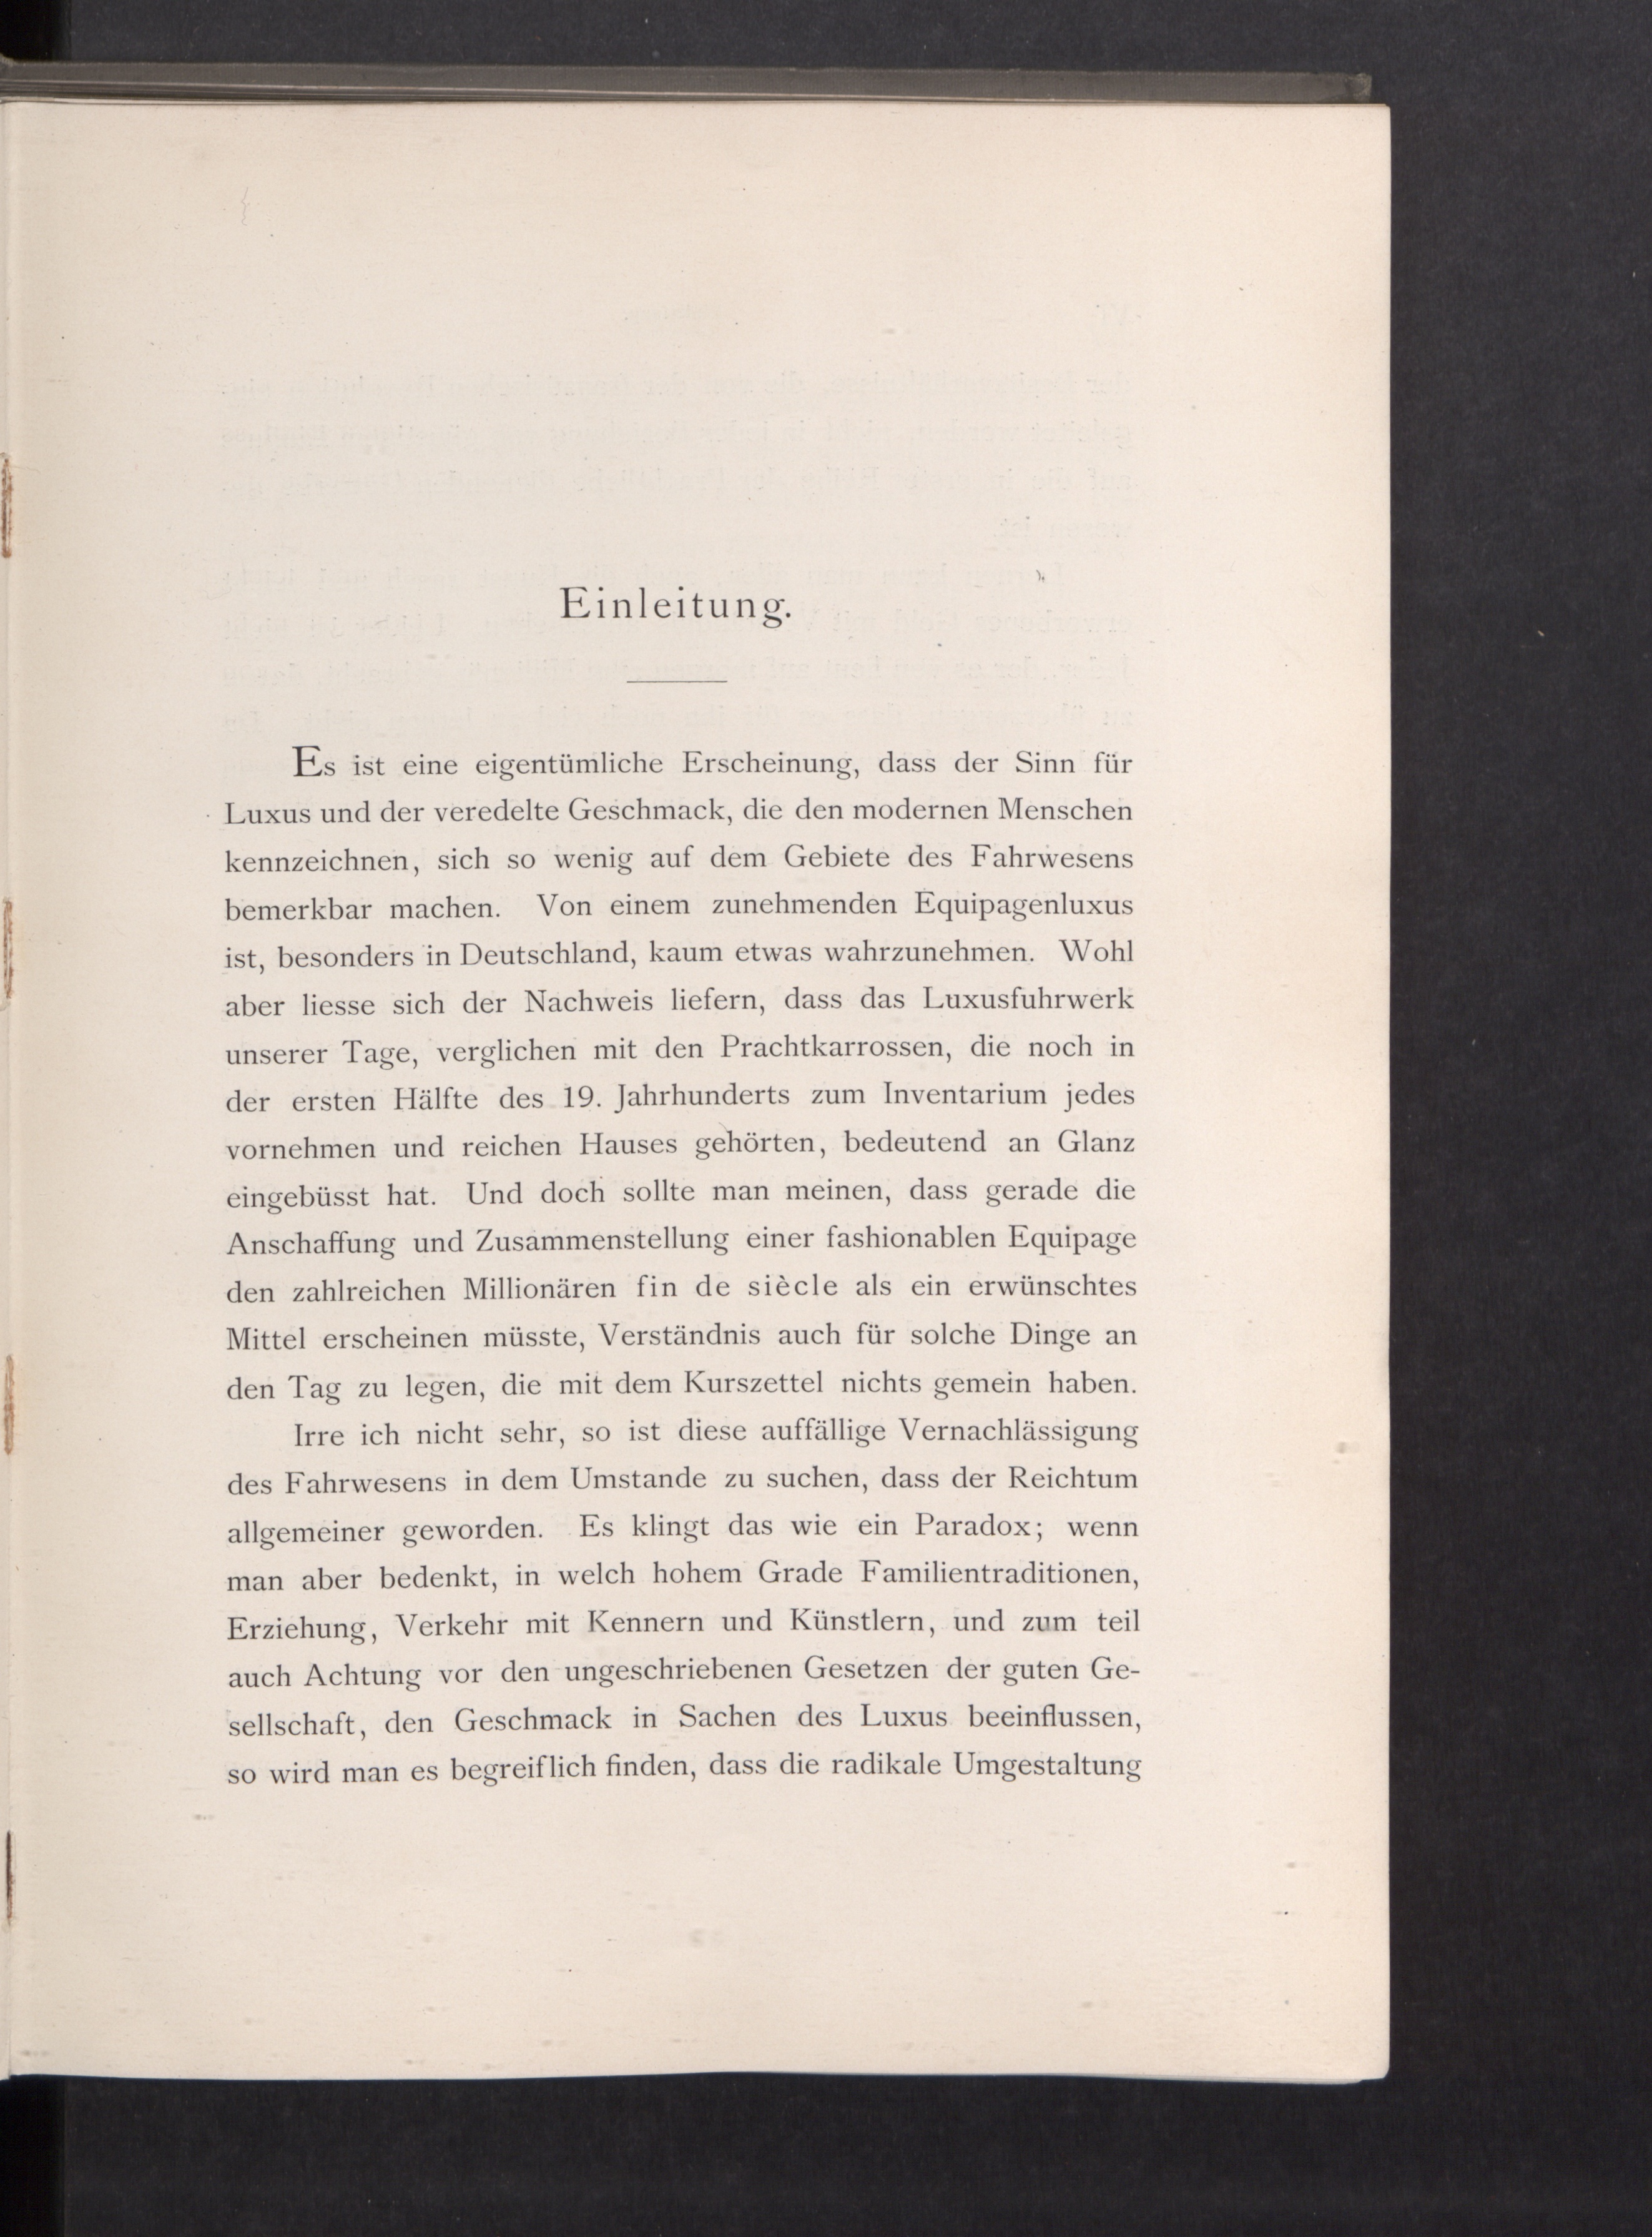 Einleitung.
Es ist eine eigentümliche Erscheinung, dass der Sinn für
Luxus und der veredelte Geschmack, die den modernen Menschen
kennzeichnen, sich so wenig auf dem Gebiete des Fahrwesens
bemerkbar machen. Von einem zunehmenden Equipagenluxus
ist, besonders in Deutschland, kaum etwas wahrzunehmen. Wohl
aber liesse sich der Nachweis liefern, dass das Luxusfuhrwerk
unserer Tage, verglichen mit den Prachtkarrossen, die noch in
der ersten Hälfte des 19. Jahrhunderts zum Inventarium jedes
vornehmen und reichen Hauses gehörten, bedeutend an Glanz
eingebüsst hat. Und doch sollte man meinen, dass gerade die
Anschaffung und Zusammenstellung einer fashionablen Equipage
den zahlreichen Millionären fin de siècle als ein erwünschtes
Mittel erscheinen müsste, Verständnis auch für solche Dinge an
den Tag zu legen, die mit dem Kurszettel nichts gemein haben.
Irre ich nicht sehr, so ist diese auffällige Vernachlässigung
des Fahrwesens in dem Umstande zu suchen, dass der Reichtum
allgemeiner geworden. Es klingt das wie ein Paradox; wenn
man aber bedenkt, in welch hohem Grade Familientraditionen,
Erziehung, Verkehr mit Kennern und Künstlern, und zum teil
auch Achtung vor den ungeschriebenen Gesetzen der guten Ge-
sellschaft, den Geschmack in Sachen des Luxus beeinflussen,
so wird man es begreiflich finden, dass die radikale Umgestaltung